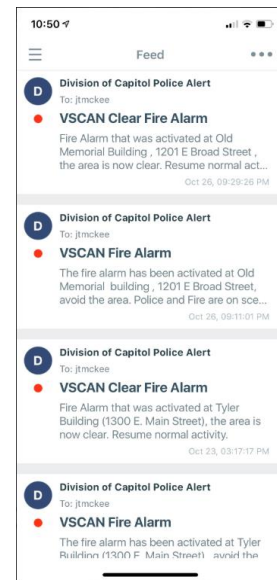 10:50
Feed
D
Division of Capitol Police Alert
To: jtmckee
VSCAN Clear Fire Alarm
Fire Alarm that was activated at Old
Memorial Building , 1201 E Broad Street ,
the area is now clear. Resume normal act...
Oct 26, 09:29:26 PM
D
Division of Capitol Police Alert
To: jtmckee
VSCAN Fire Alarm
The fire alarm has been activated at Old
Memorial building , 1201 E Broad Street,
avoid the area. Police and Fire are on sce...
Oct 26, 09:11:01 PM
D
Division of Capitol Police Alert
To: jtmckee
VSCAN Clear Fire Alarm
Fire Alarm that was activated at Tyler
Building (1300 E. Main Street), the area is
now clear. Resume normal activity.
Oct 23, 03:17:17 PM
D
Division of Capitol Police Alert
To: jtmckee
VSCAN Fire Alarm
The fire alarm has been activated at Tyler
Building (1300 E. Main Street), avoid the